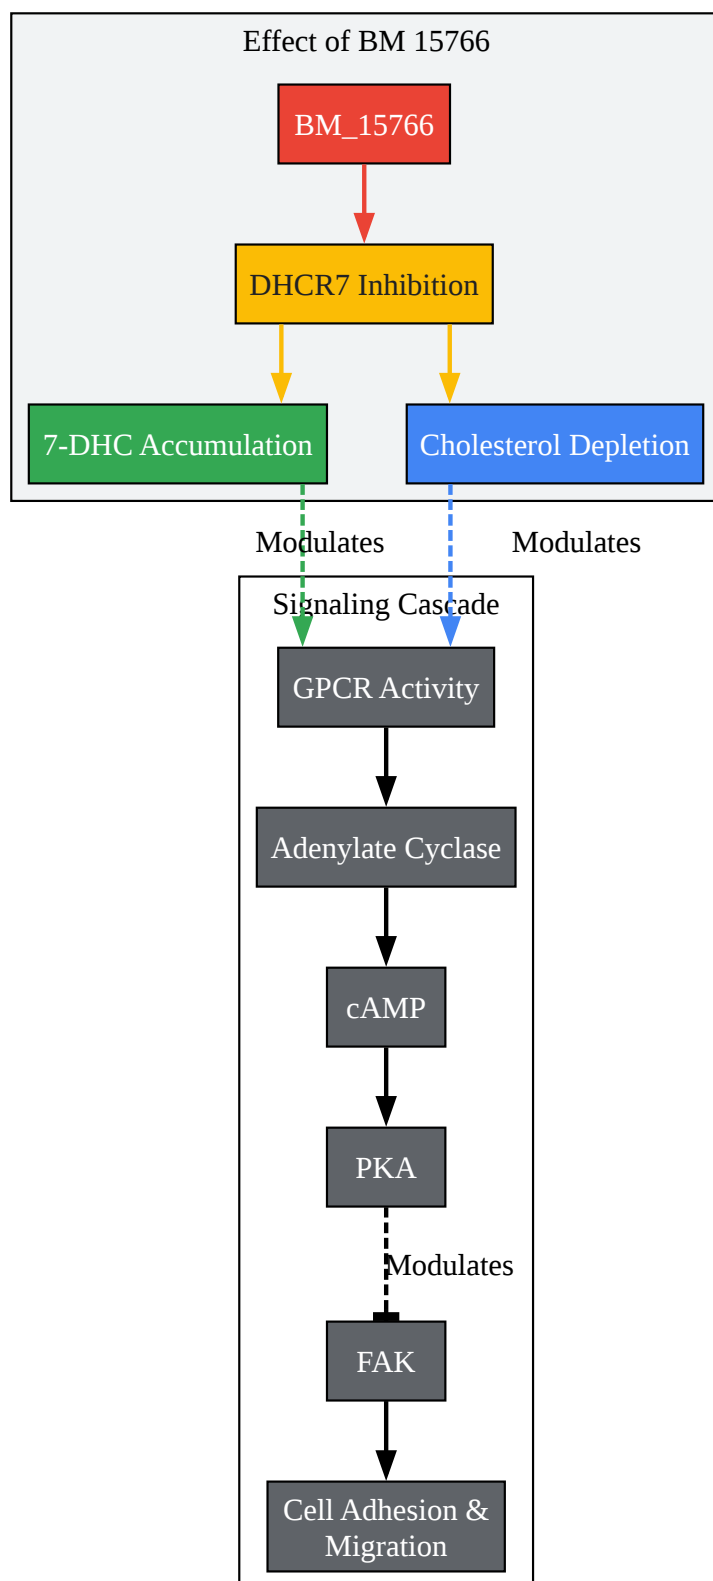 Effect of BM 15766
BM_15766
DHCR7 Inhibition
7-DHC Accumulation
Cholesterol Depletion
Modulates
Modulates
Signaling Cascade
GPCR Activity
Adenylate Cyclase
cAMP
PKA
Modulates
FAK
Cell Adhesion &
Migration